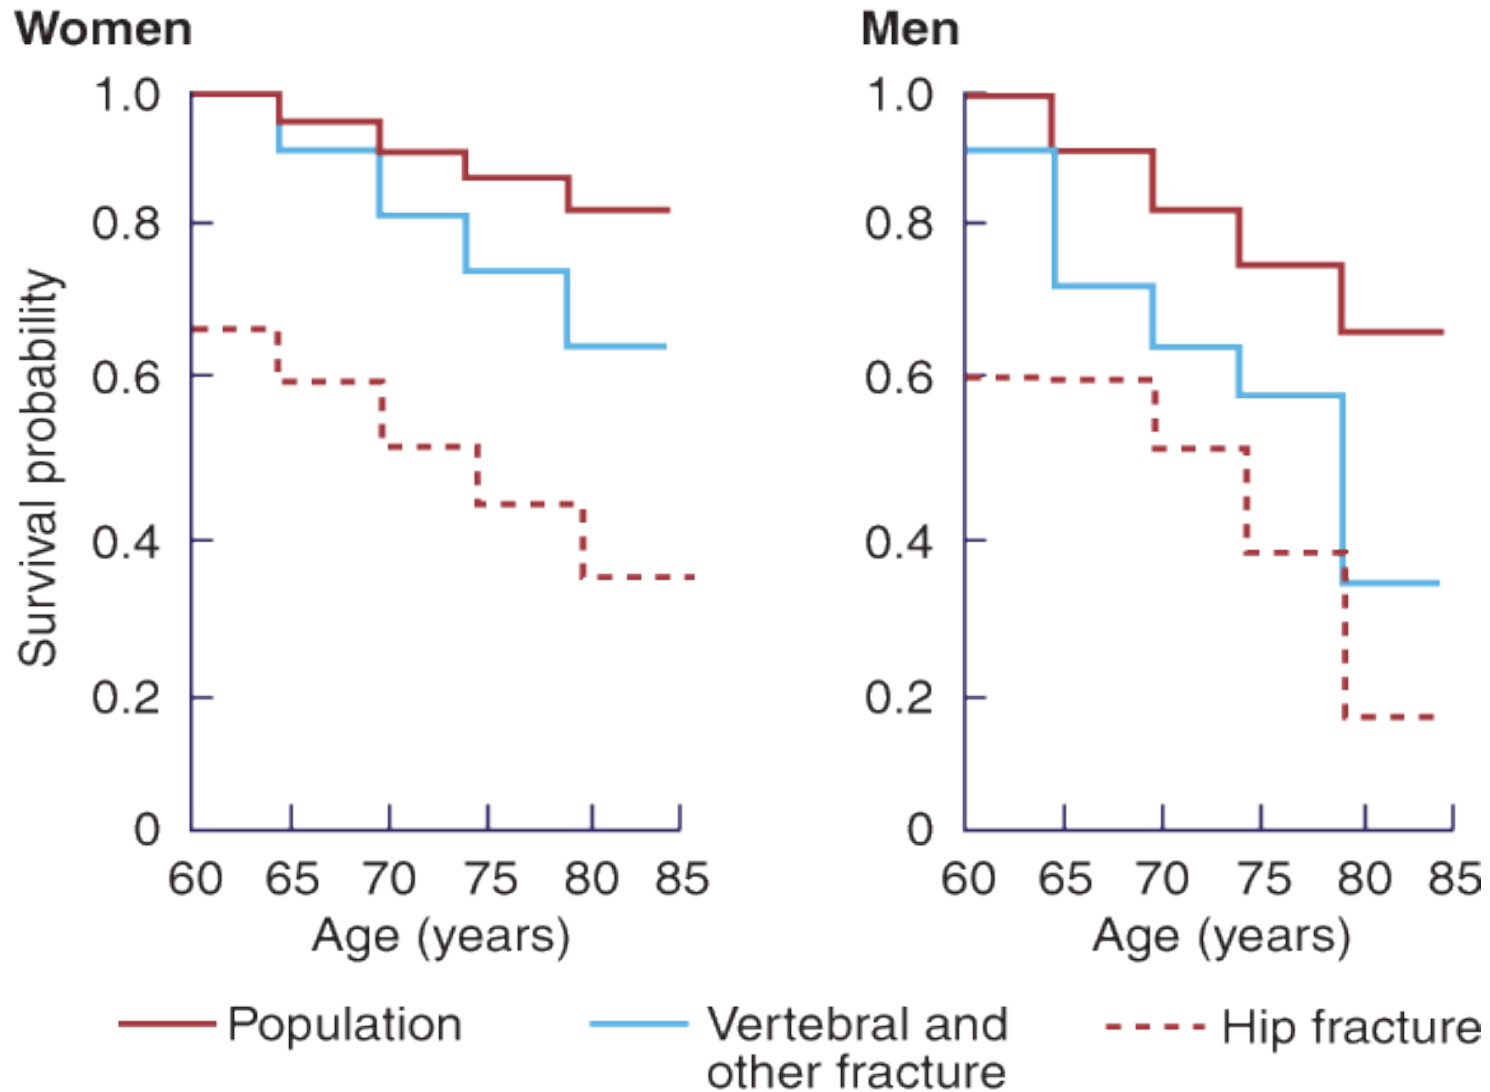 Women
Men
Survival probability
1.0
0.8
0.6
0.4
0.2
0
60 65 70 75 80 85
Age (years)
1.0
0.8
0.6
0.4
0.2
0
60 65 70 75 80 85
Age (years)
Population
Vertebral and
other fracture
Hip fracture